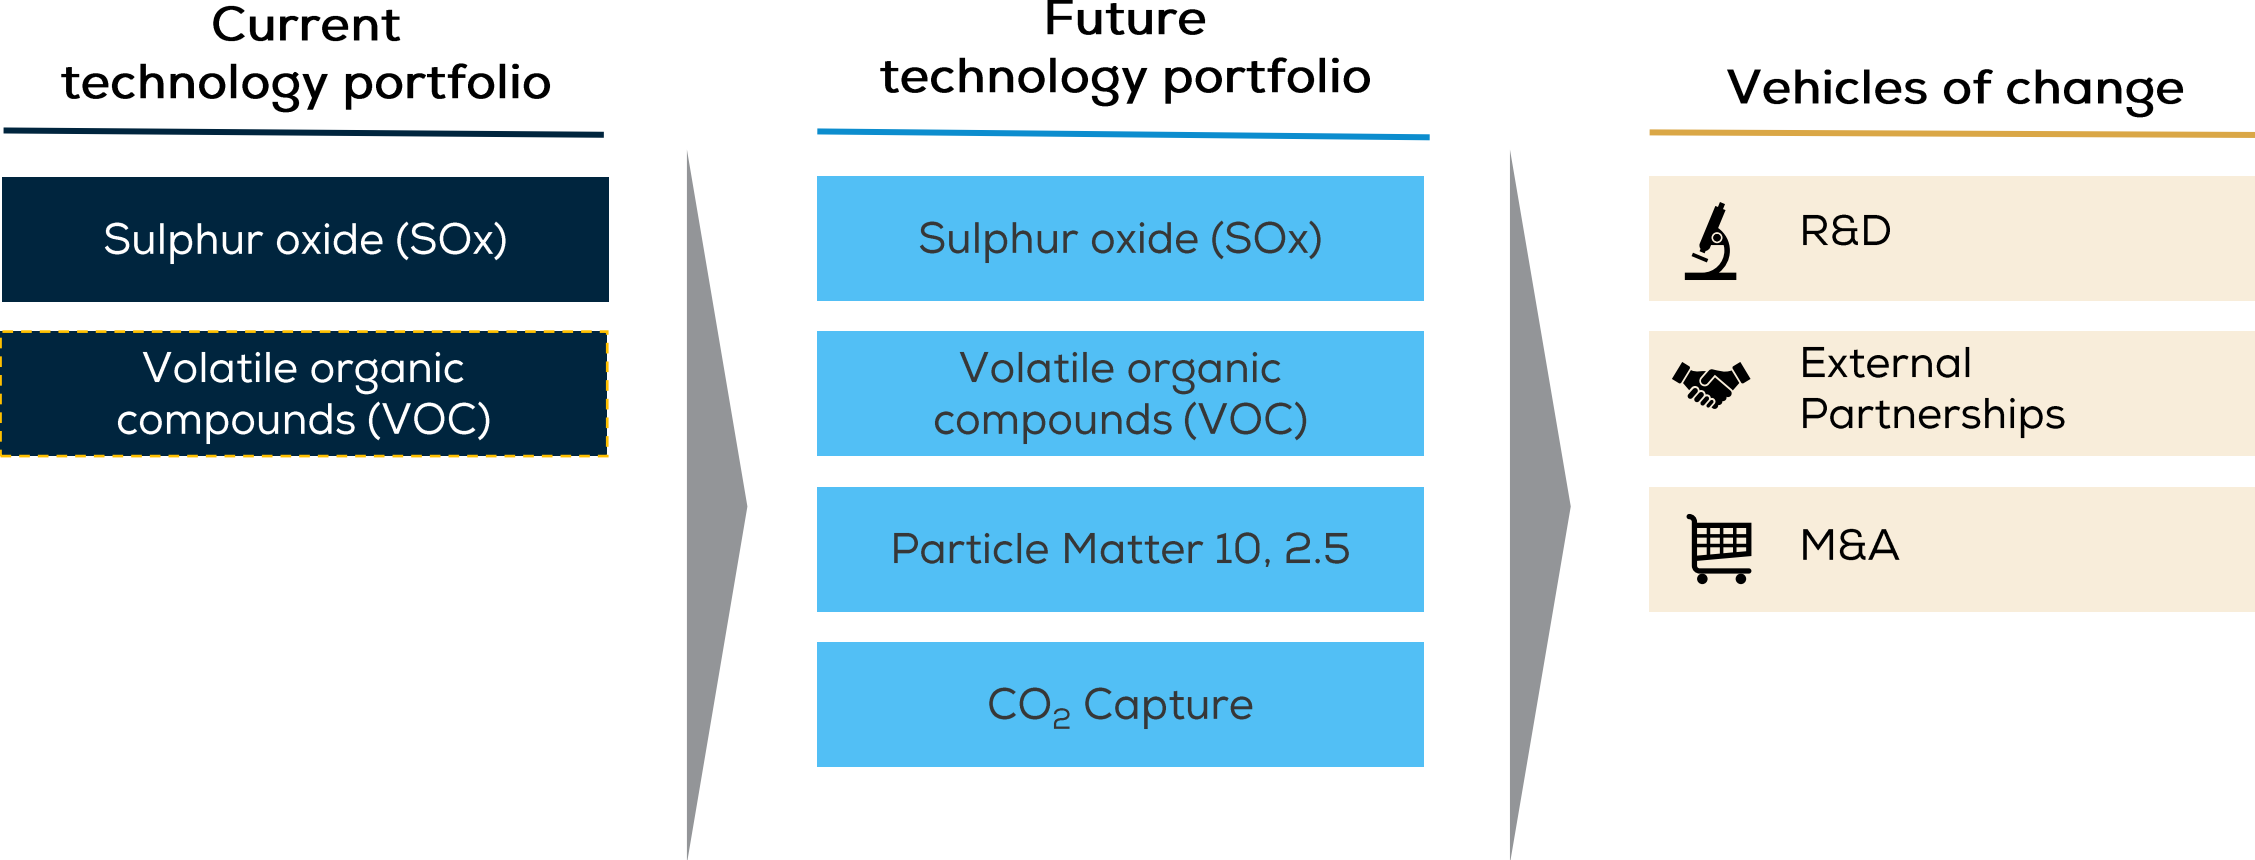 Current
technology portfolio
Sulphur oxide (SOx)
Volatile organic
compounds (VOC)
Future
technology portfolio
Sulphur oxide (SOx)
Volatile organic
compounds (VOC)
Particle Matter 10, 2.5
CO₂ Capture
Vehicles of change
R&D
External
Partnerships
M&A